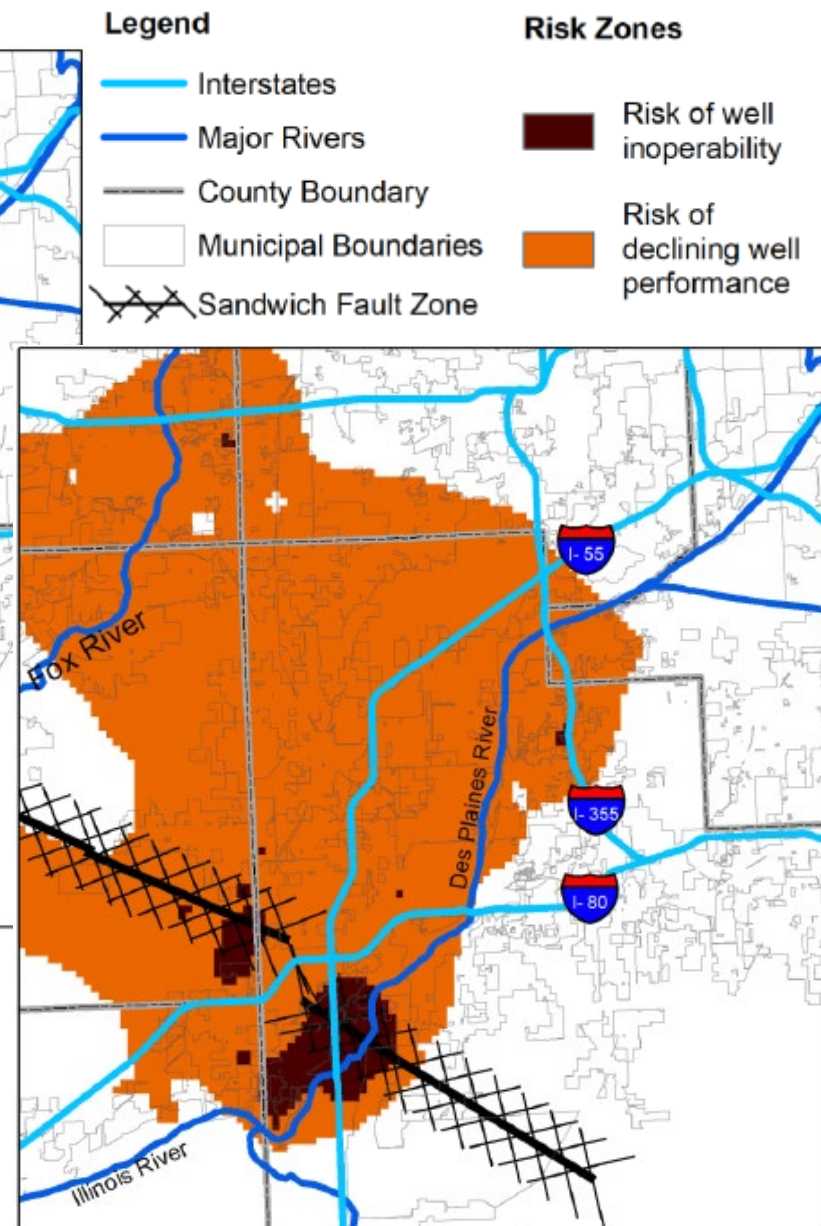 Legend
Interstates
Major Rivers
County Boundary
Municipal Boundaries
Sandwich Fault Zone
Risk Zones
Risk of well
inoperability
Risk of
declining well
performance
I- 55
Fox River
Des Plaines River
I- 355
I- 80
Illinois River